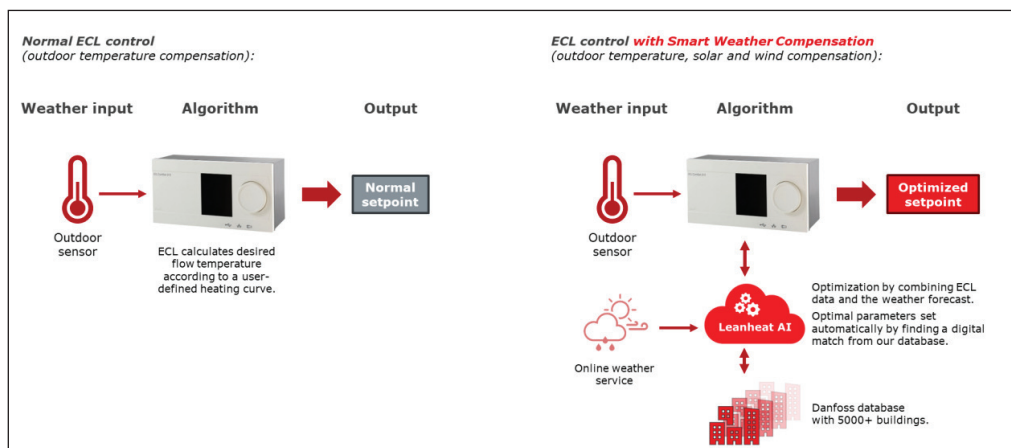 Normal ECL control
(outdoor temperature compensation):
Weather input
Algorithm
Output
Outdoor
sensor
ECL calculates desired
flow temperature
according to a user-
defined heating curve.
Normal
setpoint
ECL control with Smart Weather Compensation
(outdoor temperature, solar and wind compensation):
Weather input
Algorithm
Output
Outdoor
sensor
Optimized
setpoint
Online weather
service
Leanheat AI
Optimization by combining ECL
data and the weather forecast.
Optimal parameters set
automatically by finding a digital
match from our database.
Danfoss database
with 5000+ buildings.